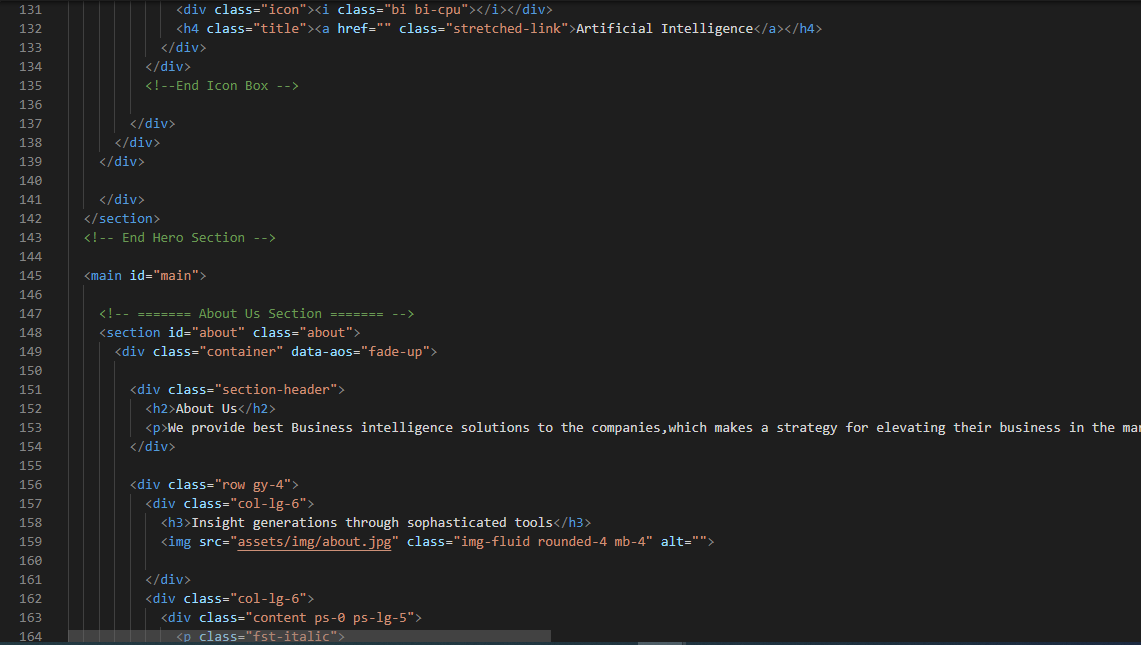 131 <div class="icon"><i class="bi bi-cpu"></i></div>
132 <h4 class="title"><a href="" class="stretched-link">Artificial Intelligence</a></h4>
133 </div>
134 </div>
135 <!--End Icon Box -->
136
137 </div>
138 </div>
139 </div>
140
141 </div>
142 </section>
143 <!-- End Hero Section -->
144
145 <main id="main">
146
147 <!-- ======= About Us Section ======= -->
148 <section id="about" class="about">
149 <div class="container" data-aos="fade-up">
150
151 <div class="section-header">
152 <h2>About Us</h2>
153 <p>We provide best Business intelligence solutions to the companies,which makes a strategy for elevating their business in the
154 </div>
155
156 <div class="row gy-4">
157 <div class="col-lg-6">
158 <h3>Insight generations through sophasticated tools</h3>
159 <img src="assets/img/about.jpg" class="img-fluid rounded-4 mb-4" alt="">
160
161 </div>
162 <div class="col-lg-6">
163 <div class="content ps-0 ps-lg-5">
164 <p class="fst-italic">